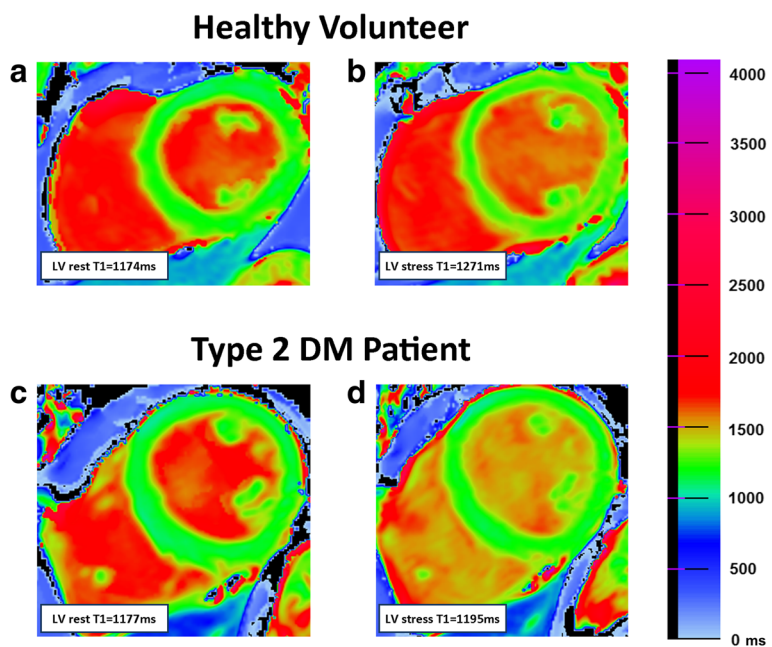 Healthy Volunteer
a
b
LV rest T1=1174ms
LV stress T1=1271ms
Type 2 DM Patient
c
d
LV rest T1=1177ms
LV stress T1=1195ms
4000
3500
3000
2500
2000
1500
1000
500
0 ms